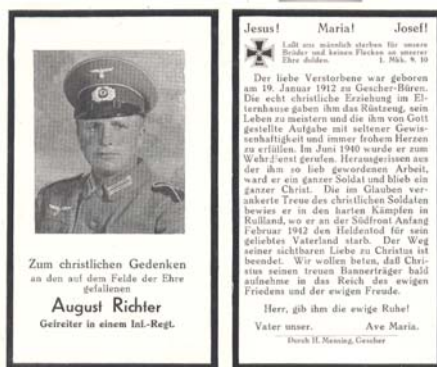 Zum christlichen Gedenken
an den auf dem Felde der Ehre
gefallenen
August Richter
Gefreiter in einem Inf.-Regt.
Jesus! Maria! Josef!
Laßt uns männlich sterben für unsere
Brüder und keinen Flecken an unserer
Ehre dulden. 1. Mkk. 9. 10
Der liebe Verstorbene war geboren
am 19. Januar 1912 zu Gescher-Büren.
Die echt christliche Erziehung im El-
ternhause gaben ihm das Rüstzeug, sein
Leben zu meistern und die ihm von Gott
gestellte Aufgabe mit seltener Gewis-
senhaftigkeit und immer frohem Herzen
zu erfüllen. Im Juni 1940 wurde er zum
Wehrdienst gerufen. Herausgerissen aus
der ihm so lieb gewordenen Arbeit,
ward er ein ganzer Soldat und blieb ein
ganzer Christ. Die im Glauben ver-
ankerte Treue des christlichen Soldaten
bewies er in den harten Kämpfen in
Rußland, wo er an der Südfront Anfang
Februar 1942 den Heldentod für sein
geliebtes Vaterland starb. Der Weg
seiner sichtbaren Liebe zu Christus ist
beendet. Wir wollen beten, daß Chri-
stus seinen treuen Bannerträger bald
aufnehme in das Reich des ewigen
Friedens und der ewigen Freude.
Herr, gib ihm die ewige Ruhe!
Vater unser. Ave Maria.
Druck H. Mensing, Gescher